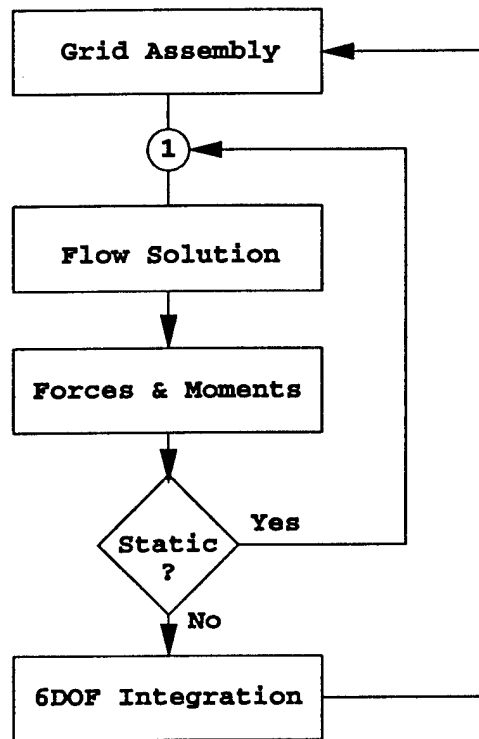 Grid Assembly
1
Flow Solution
Forces & Moments
Static
?
Yes
No
6DOF Integration